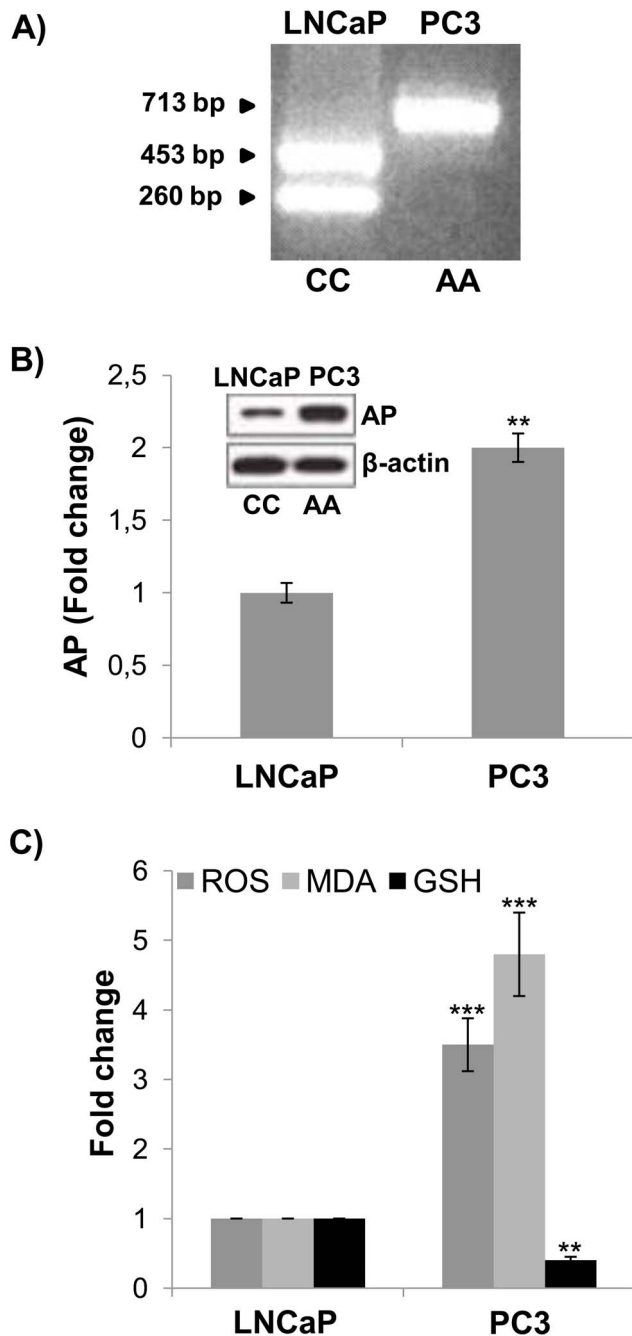 A)
LNCaP PC3
713 bp
453 bp
260 bp
CC AA
B)
AP (Fold change)
2,5
2
1,5
1
0,5
0
LNCaP PC3
AP
β-actin
CC AA
**
LNCaP PC3
C)
Fold change
6
5
4
3
2
1
0
ROS MDA GSH
***
***
**
LNCaP PC3